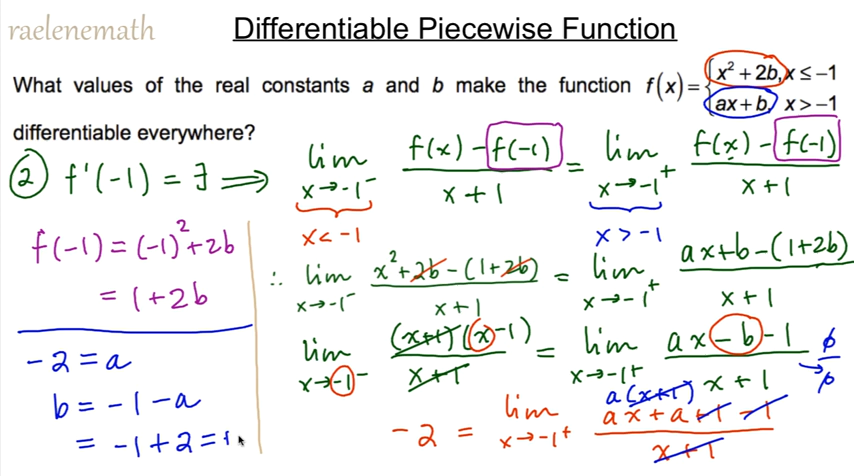 raelenemath
Differentiable Piecewise Function
What values of the real constants a and b make the function f(x) = { x² + 2b, x ≤ −1
ax + b, x > −1
differentiable everywhere?
② f'(-1) = ∃ ⟹ lim x→-1⁻ (f(x) - f(-1))/(x+1) = lim x→-1⁺ (f(x) - f(-1))/(x+1)
x < -1
x > -1
f(-1) = (-1)² + 2b
= 1 + 2b
∴ lim x→-1⁻ (x² + 2b - (1+2b))/(x+1) = lim x→-1⁺ (ax+b-(1+2b))/(x+1)
lim x→-1⁻ ((x+1)(x-1))/(x+1) = lim x→-1⁺ (ax - b - 1)/(x+1) → 0/0
a(x+1)
-2 = lim x→-1⁺ (ax + a + 1 - 1)/(x+1)
-2 = a
b = -1 - a
= -1 + 2 = +